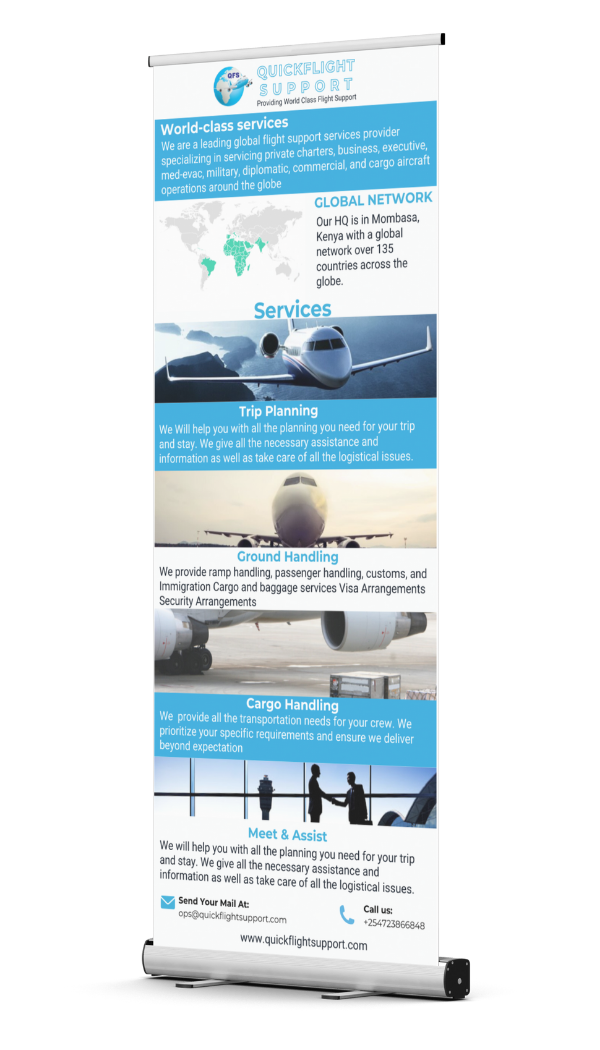 QFS
QUICKFLIGHT
SUPPORT
Providing World Class Flight Support
World-class services
We are a leading global flight support services provider
specializing in servicing private charters, business, executive,
med-evac, military, diplomatic, commercial, and cargo aircraft
operations around the globe
GLOBAL NETWORK
Our HQ is in Mombasa,
Kenya with a global
network over 135
countries across the
globe.
Services
Trip Planning
We Will help you with all the planning you need for your trip
and stay. We give all the necessary assistance and
information as well as take care of all the logistical issues.
Ground Handling
We provide ramp handling, passenger handling, customs, and
Immigration Cargo and baggage services Visa Arrangements
Security Arrangements
Cargo Handling
We provide all the transportation needs for your crew. We
prioritize your specific requirements and ensure we deliver
beyond expectation
Meet & Assist
We will help you with all the planning you need for your trip
and stay. We give all the necessary assistance and
information as well as take care of all the logistical issues.
Send Your Mail At:
ops@quickflightsupport.com
Call us:
+254723866848
www.quickflightsupport.com